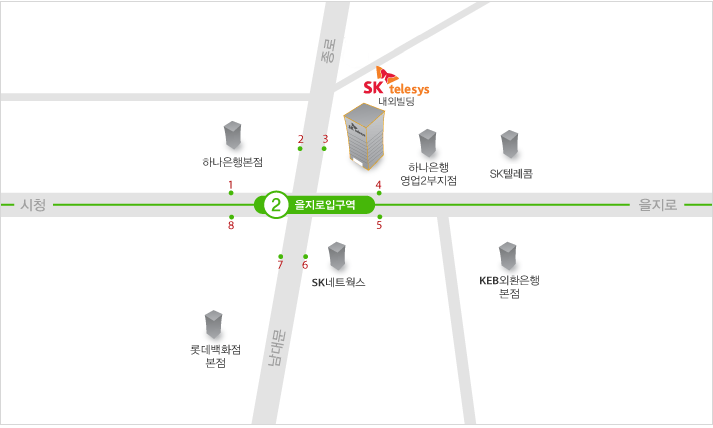 종로
SK telesys
내외빌딩
2
3
하나은행본점
하나은행
영업2부지점
SK텔레콤
1
4
시청
2 을지로입구역
을지로
8
5
7
6
SK네트웍스
KEB외환은행
본점
남대문
롯데백화점
본점